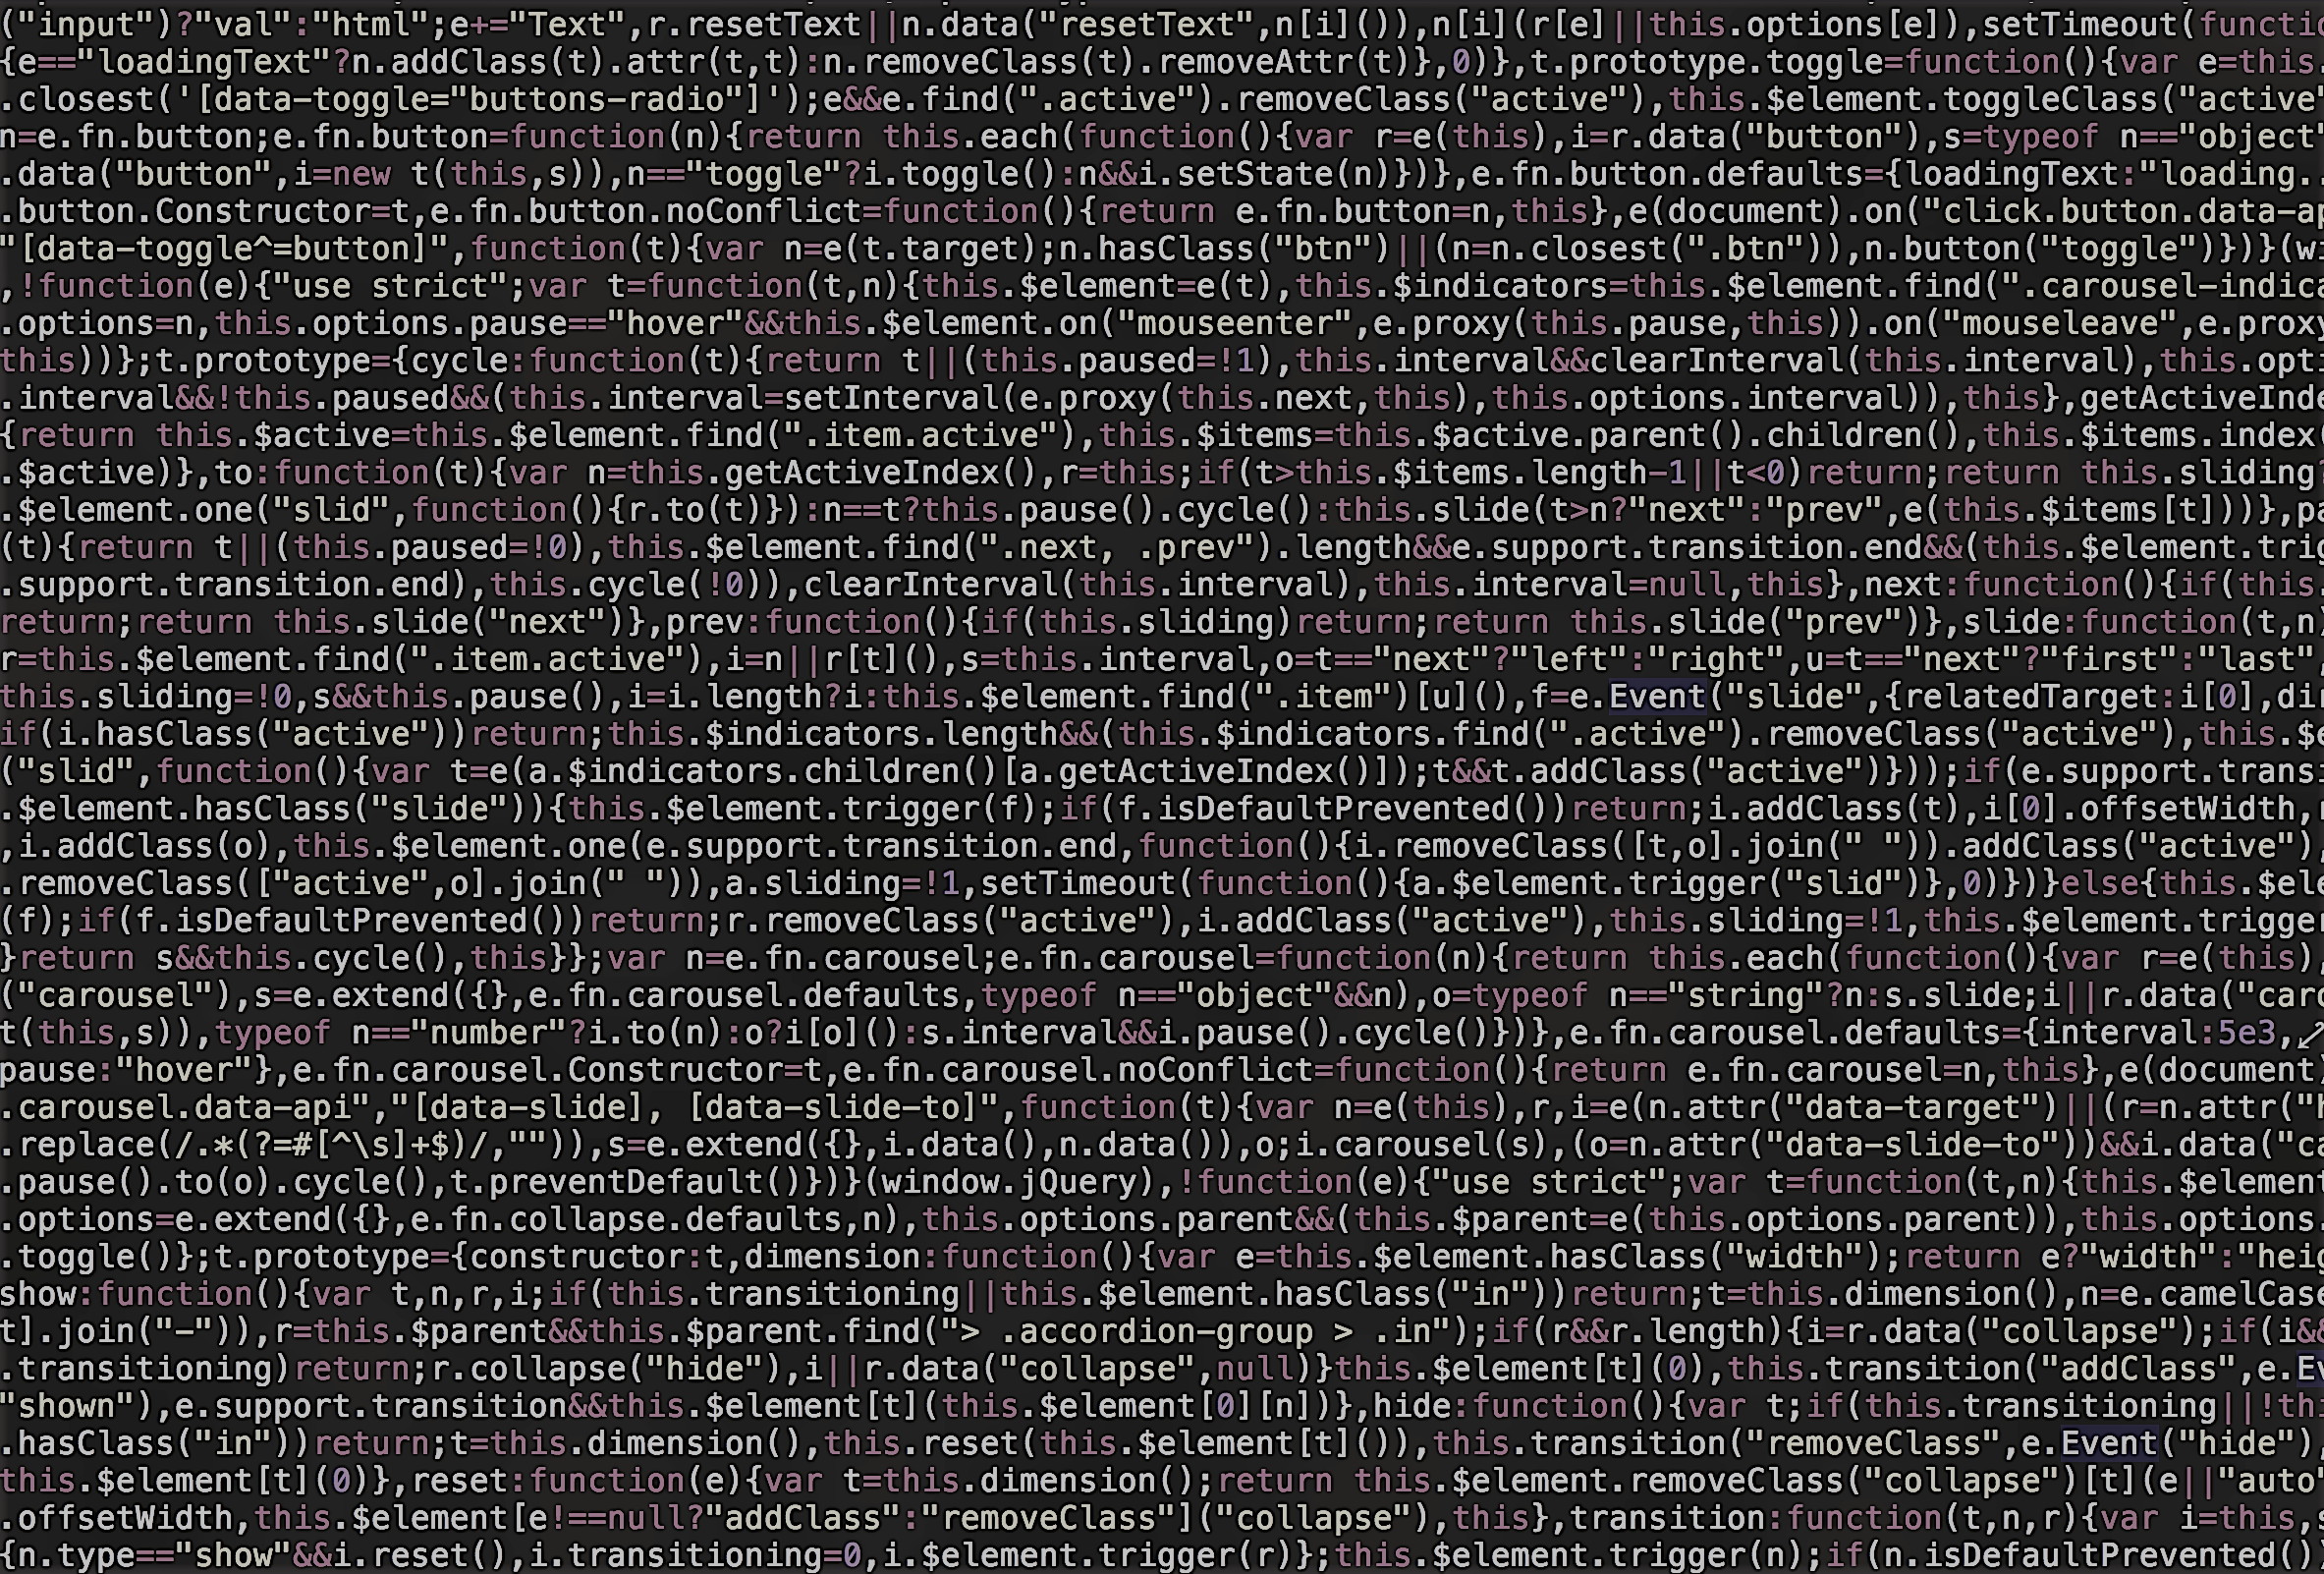 ("input")?"val":"html";e+="Text",r.resetText||n.data("resetText",n[i]()),n[i](r[e]||this.options[e]),setTimeout(functi
{e=="loadingText"?n.addClass(t).attr(t,t):n.removeClass(t).removeAttr(t)},0)},t.prototype.toggle=function(){var e=this.
.closest('[data-toggle="buttons-radio"]');e&&e.find(".active").removeClass("active"),this.$element.toggleClass("active"
n=e.fn.button;e.fn.button=function(n){return this.each(function(){var r=e(this),i=r.data("button"),s=typeof n=="object"
.data("button",i=new t(this,s)),n=="toggle"?i.toggle():n&&i.setState(n)})},e.fn.button.defaults={loadingText:"loading..
.button.Constructor=t,e.fn.button.noConflict=function(){return e.fn.button=n,this},e(document).on("click.button.data-a
"[data-toggle^=button]",function(t){var n=e(t.target);n.hasClass("btn")||(n=n.closest(".btn")),n.button("toggle")})}(wi
,!function(e){"use strict";var t=function(t,n){this.$element=e(t),this.$indicators=this.$element.find(".carousel-indica
.options=n,this.options.pause=="hover"&&this.$element.on("mouseenter",e.proxy(this.pause,this)).on("mouseleave",e.proxy
this))};t.prototype={cycle:function(t){return t||(this.paused=!1),this.interval&&clearInterval(this.interval),this.opti
.interval&&!this.paused&&(this.interval=setInterval(e.proxy(this.next,this),this.options.interval)),this},getActiveInde
{return this.$active=this.$element.find(".item.active"),this.$items=this.$active.parent().children(),this.$items.index(
.$active)},to:function(t){var n=this.getActiveIndex(),r=this;if(t>this.$items.length-1||t<0)return;return this.sliding?
.$element.one("slid",function(){r.to(t)}):n==t?this.pause().cycle():this.slide(t>n?"next":"prev",e(this.$items[t]))},pa
(t){return t||(this.paused=!0),this.$element.find(".next, .prev").length&&e.support.transition.end&&(this.$element.trig
.support.transition.end),this.cycle(!0)),clearInterval(this.interval),this.interval=null,this},next:function(){if(this.
return;return this.slide("next")},prev:function(){if(this.sliding)return;return this.slide("prev")},slide:function(t,n)
r=this.$element.find(".item.active"),i=n||r[t](),s=this.interval,o=t=="next"?"left":"right",u=t=="next"?"first":"last",
this.sliding=!0,s&&this.pause(),i=i.length?i:this.$element.find(".item")[u](),f=e.Event("slide",{relatedTarget:i[0],di
if(i.hasClass("active"))return;this.$indicators.length&&(this.$indicators.find(".active").removeClass("active"),this.$e
("slid",function(){var t=e(a.$indicators.children()[a.getActiveIndex()]);t&&t.addClass("active")}));if(e.support.transi
.$element.hasClass("slide")){this.$element.trigger(f);if(f.isDefaultPrevented())return;i.addClass(t),i[0].offsetWidth,
,i.addClass(o),this.$element.one(e.support.transition.end,function(){i.removeClass([t,o].join(" ")).addClass("active"),
.removeClass(["active",o].join(" ")),a.sliding=!1,setTimeout(function(){a.$element.trigger("slid")},0)})}else{this.$ele
(f);if(f.isDefaultPrevented())return;r.removeClass("active"),i.addClass("active"),this.sliding=!1,this.$element.trigger
}return s&&this.cycle(),this}};var n=e.fn.carousel;e.fn.carousel=function(n){return this.each(function(){var r=e(this),
("carousel"),s=e.extend({},e.fn.carousel.defaults,typeof n=="object"&&n),o=typeof n=="string"?n:s.slide;i||r.data("caro
t(this,s)),typeof n=="number"?i.to(n):o?i[o]():s.interval&&i.pause().cycle()})},e.fn.carousel.defaults={interval:5e3,
pause:"hover"},e.fn.carousel.Constructor=t,e.fn.carousel.noConflict=function(){return e.fn.carousel=n,this},e(document)
.carousel.data-api","[data-slide], [data-slide-to]",function(t){var n=e(this),r,i=e(n.attr("data-target")||(r=n.attr("h
.replace(/.*(?=#[^\s]+$)/,"")),s=e.extend({},i.data(),n.data()),o;i.carousel(s),(o=n.attr("data-slide-to"))&&i.data("ca
.pause().to(o).cycle(),t.preventDefault()})}(window.jQuery),!function(e){"use strict";var t=function(t,n){this.$element
.options=e.extend({},e.fn.collapse.defaults,n),this.options.parent&&(this.$parent=e(this.options.parent)),this.options.
.toggle()};t.prototype={constructor:t,dimension:function(){var e=this.$element.hasClass("width");return e?"width":"heig
show:function(){var t,n,r,i;if(this.transitioning||this.$element.hasClass("in"))return;t=this.dimension(),n=e.camelCase
t].join("-")),r=this.$parent&&this.$parent.find("> .accordion-group > .in");if(r&&r.length){i=r.data("collapse");if(i&&
.transitioning)return;r.collapse("hide"),i||r.data("collapse",null)}this.$element[t](0),this.transition("addClass",e.Ev
"shown"),e.support.transition&&this.$element[t](this.$element[0][n])},hide:function(){var t;if(this.transitioning||!thi
.hasClass("in"))return;t=this.dimension(),this.reset(this.$element[t]()),this.transition("removeClass",e.Event("hide")
this.$element[t](0)},reset:function(e){var t=this.dimension();return this.$element.removeClass("collapse")[t](e||"auto"
.offsetWidth,this.$element[e!==null?"addClass":"removeClass"]("collapse"),this},transition:function(t,n,r){var i=this,s
{n.type=="show"&&i.reset(),i.transitioning=0,i.$element.trigger(r)};this.$element.trigger(n);if(n.isDefaultPrevented())